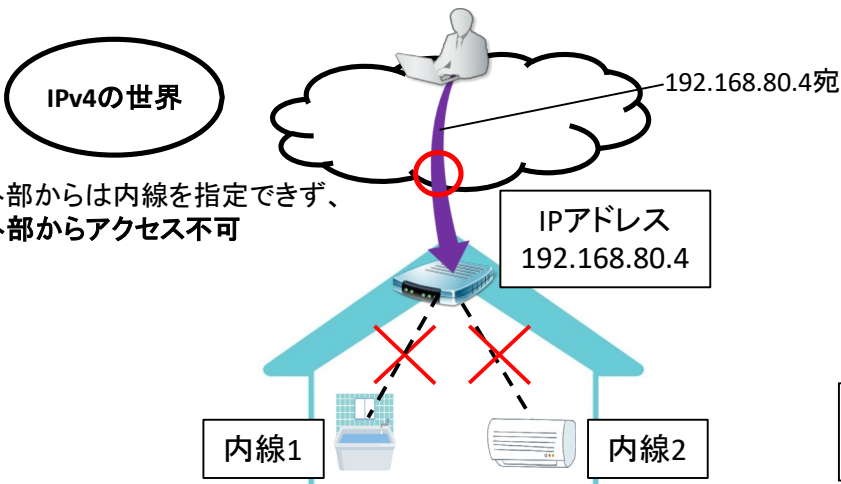 IPv4の世界
192.168.80.4宛
部からは内線を指定できず、
部からアクセス不可
IPアドレス
192.168.80.4
内線1
内線2